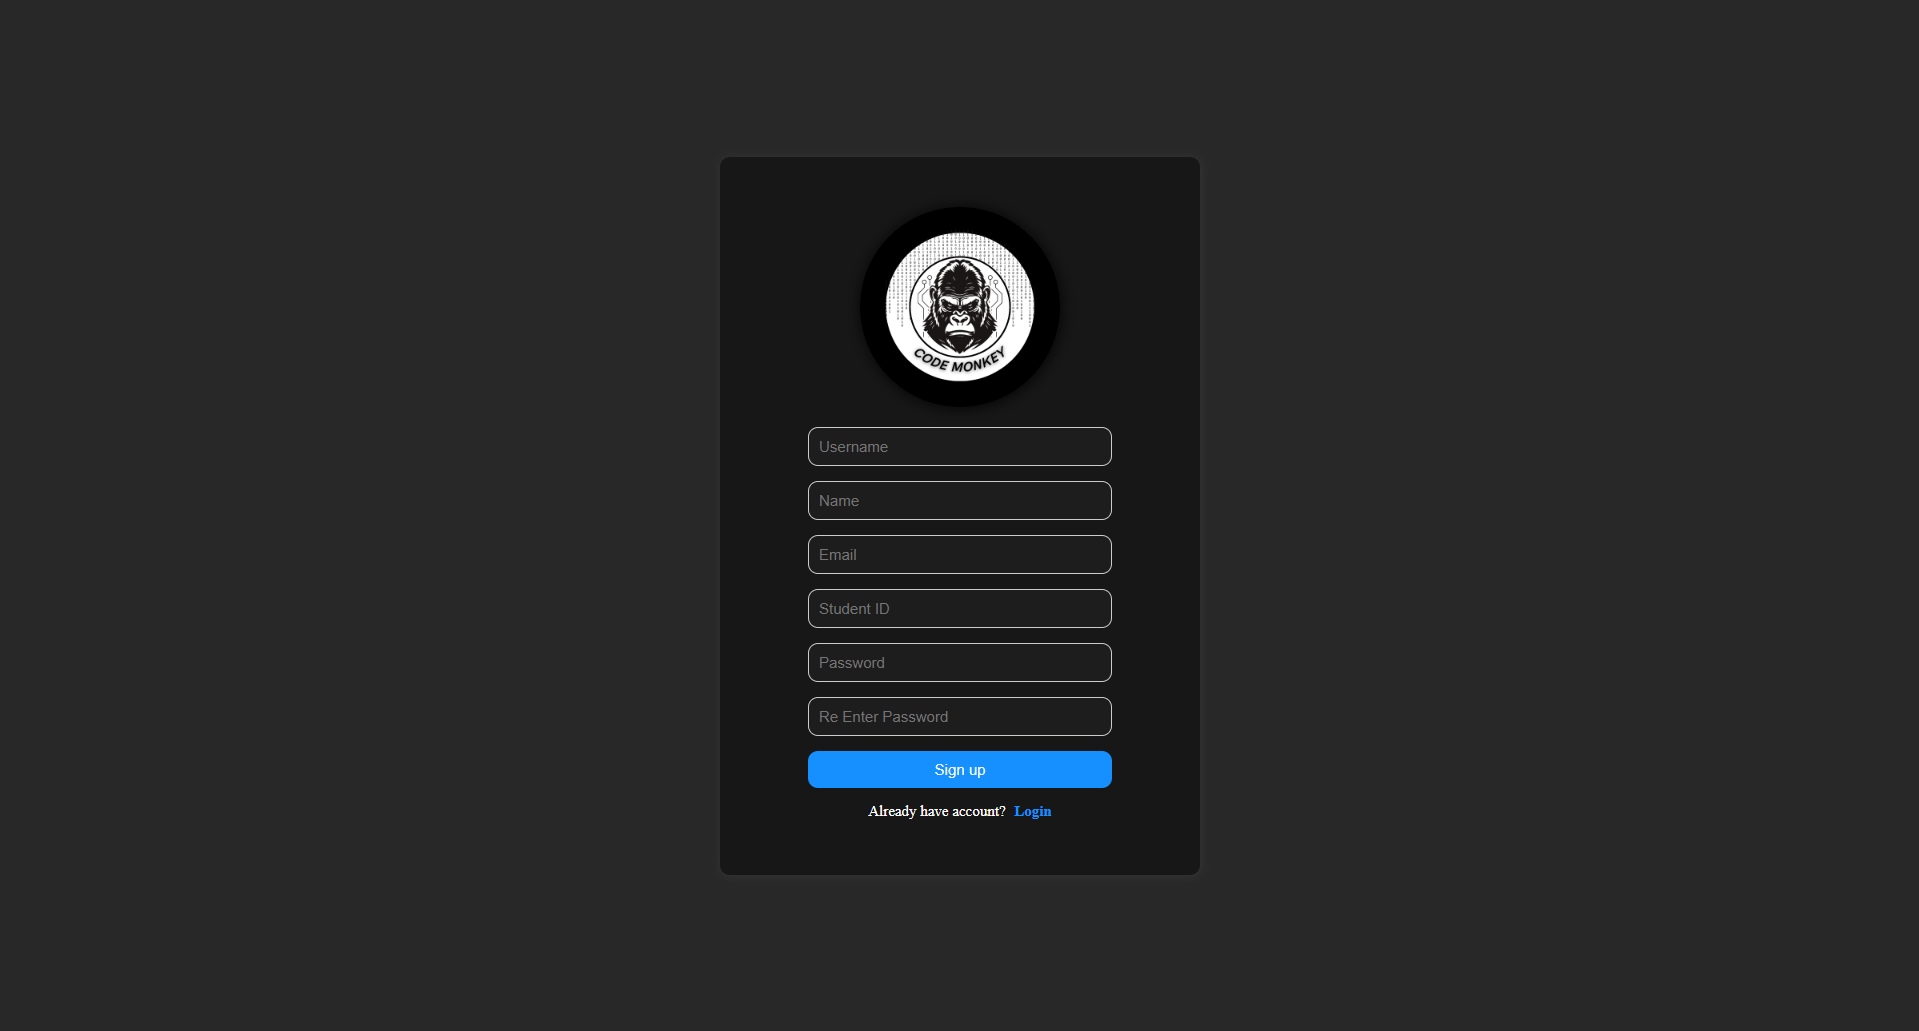 CODE MONKEY
Username
Name
Email
Student ID
Password
Re Enter Password
Sign up
Already have account? Login